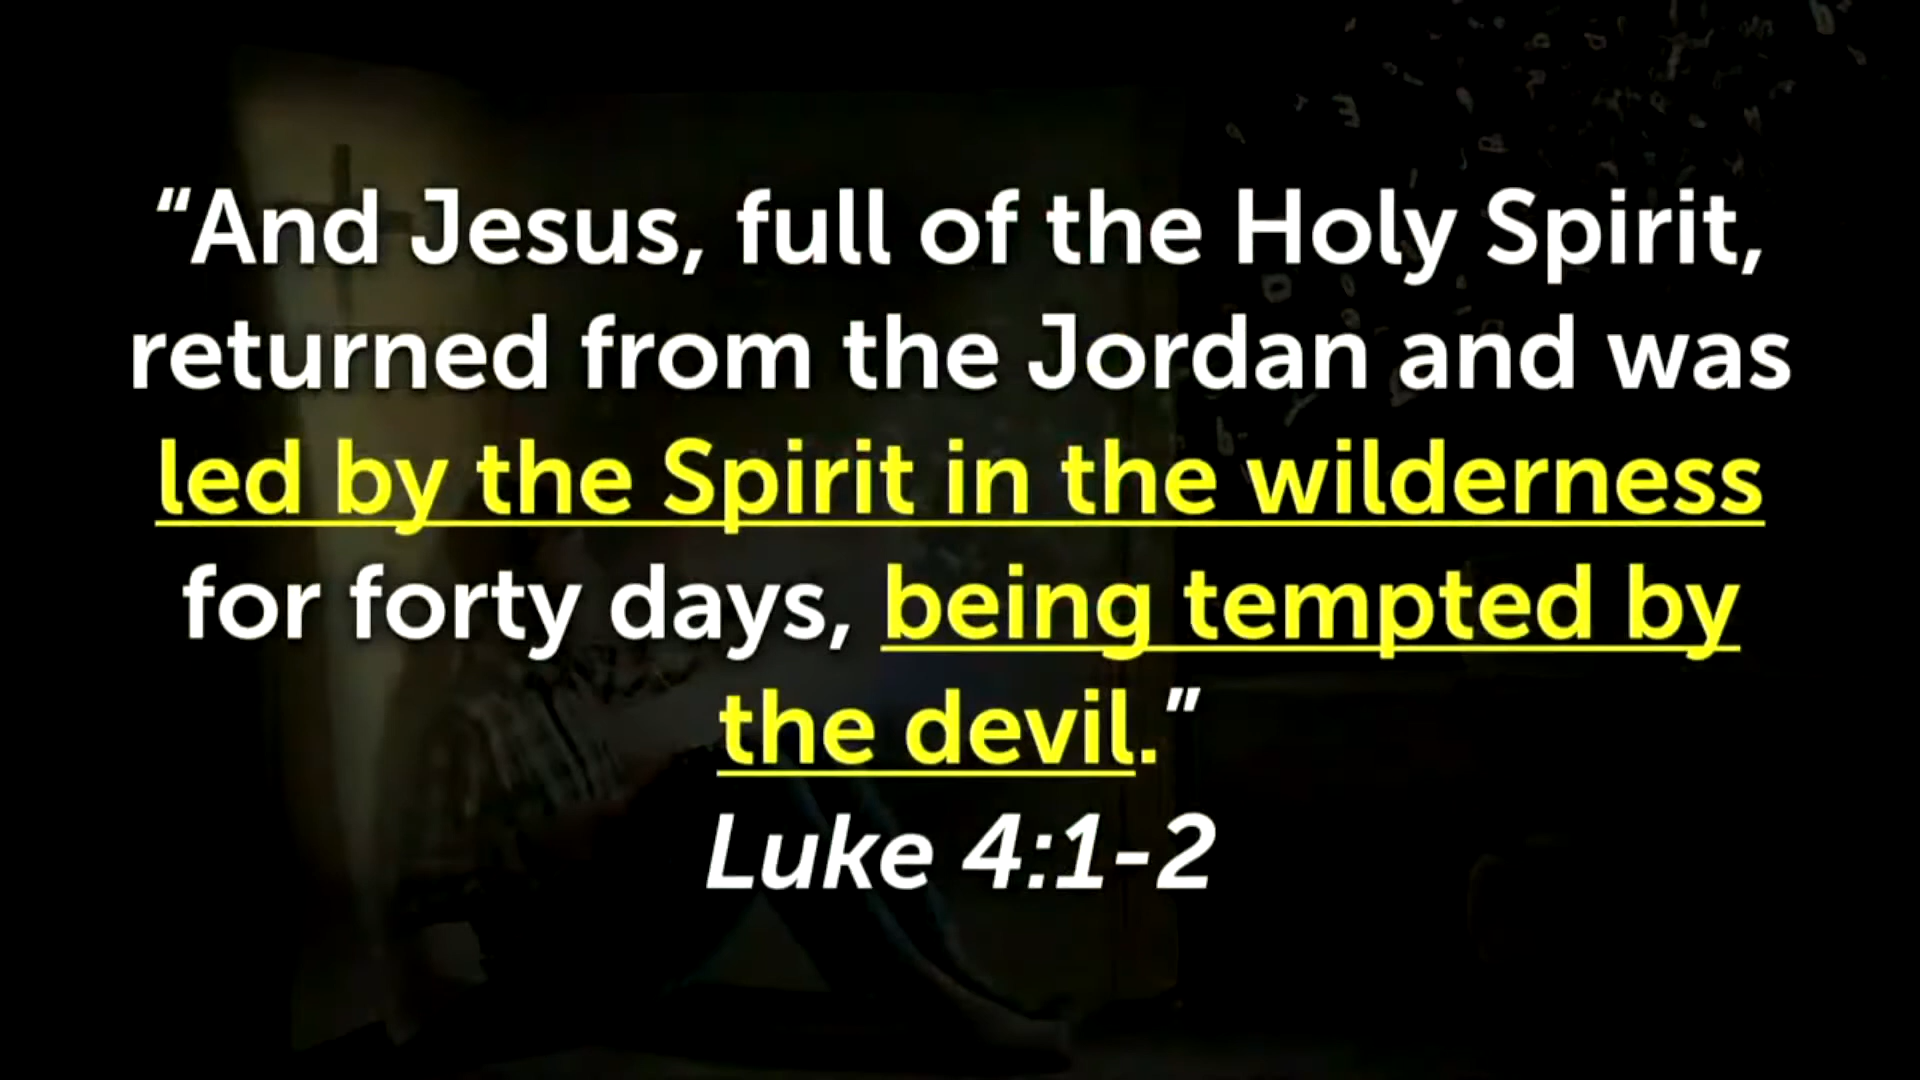 “And Jesus, full of the Holy Spirit,
returned from the Jordan and was
led by the Spirit in the wilderness
for forty days, being tempted by
the devil.”
Luke 4:1-2